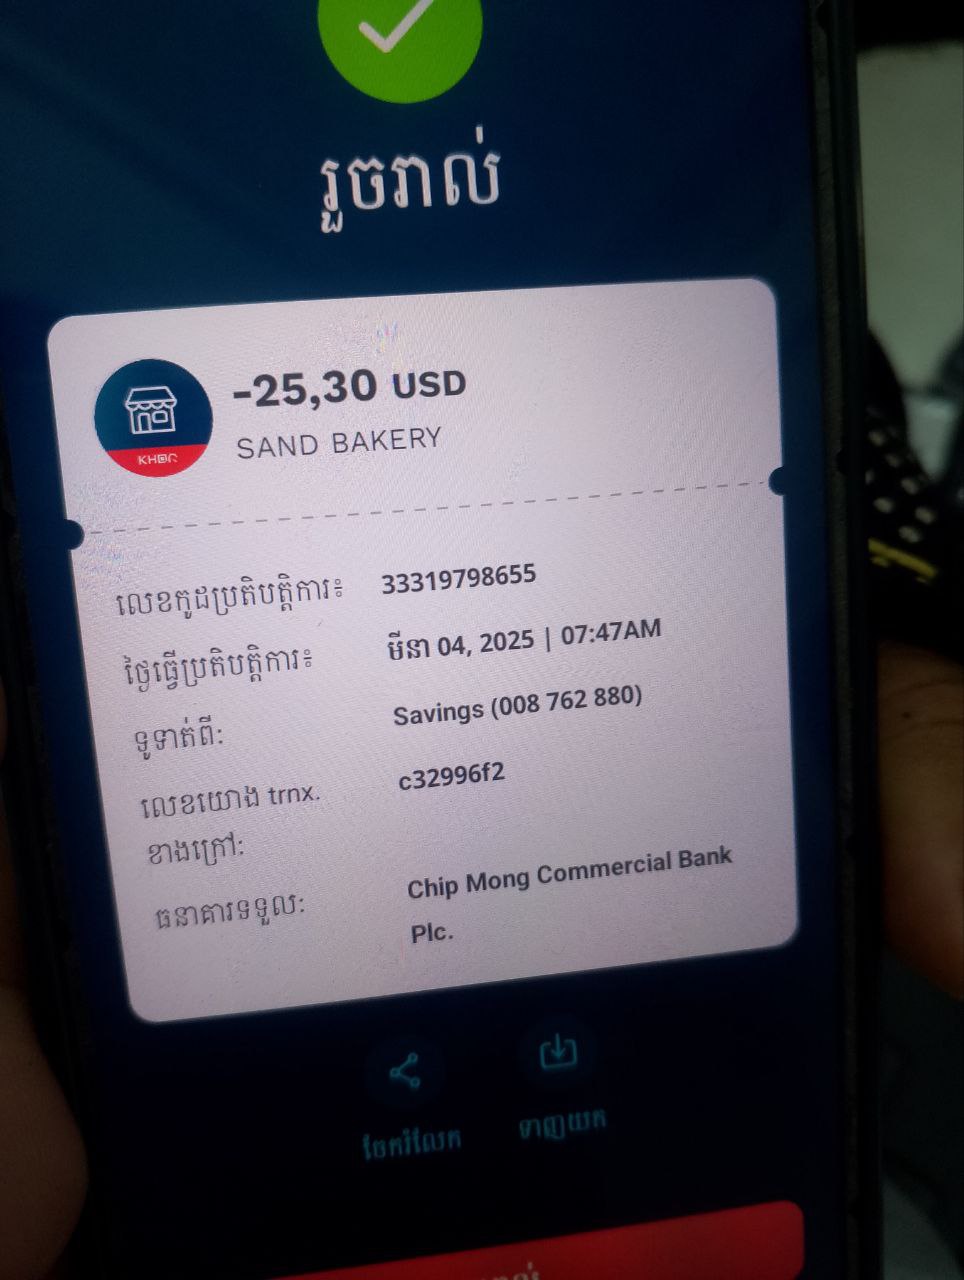 រួចរាល់
-25,30 USD
SAND BAKERY
KHQR
លេខកូដប្រតិបត្តិការ៖ 33319798655
ថ្ងៃធ្វើប្រតិបត្តិការ៖ មីនា 04, 2025 | 07:47AM
ទូទាត់ពី: Savings (008 762 880)
លេខយោង trnx. c32996f2
ខាងក្រៅ:
ធនាគារទទួល: Chip Mong Commercial Bank
Plc.
ចែករំលែក
ទាញយក